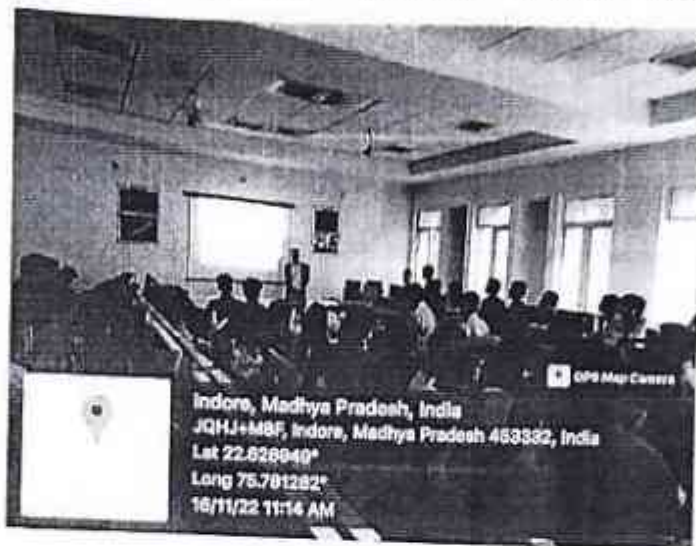 GPS Map Camera
Indore, Madhya Pradesh, India
JQHJ+M8F, Indore, Madhya Pradesh 453332, India
Lat 22.628949°
Long 75.781282°
16/11/22 11:14 AM